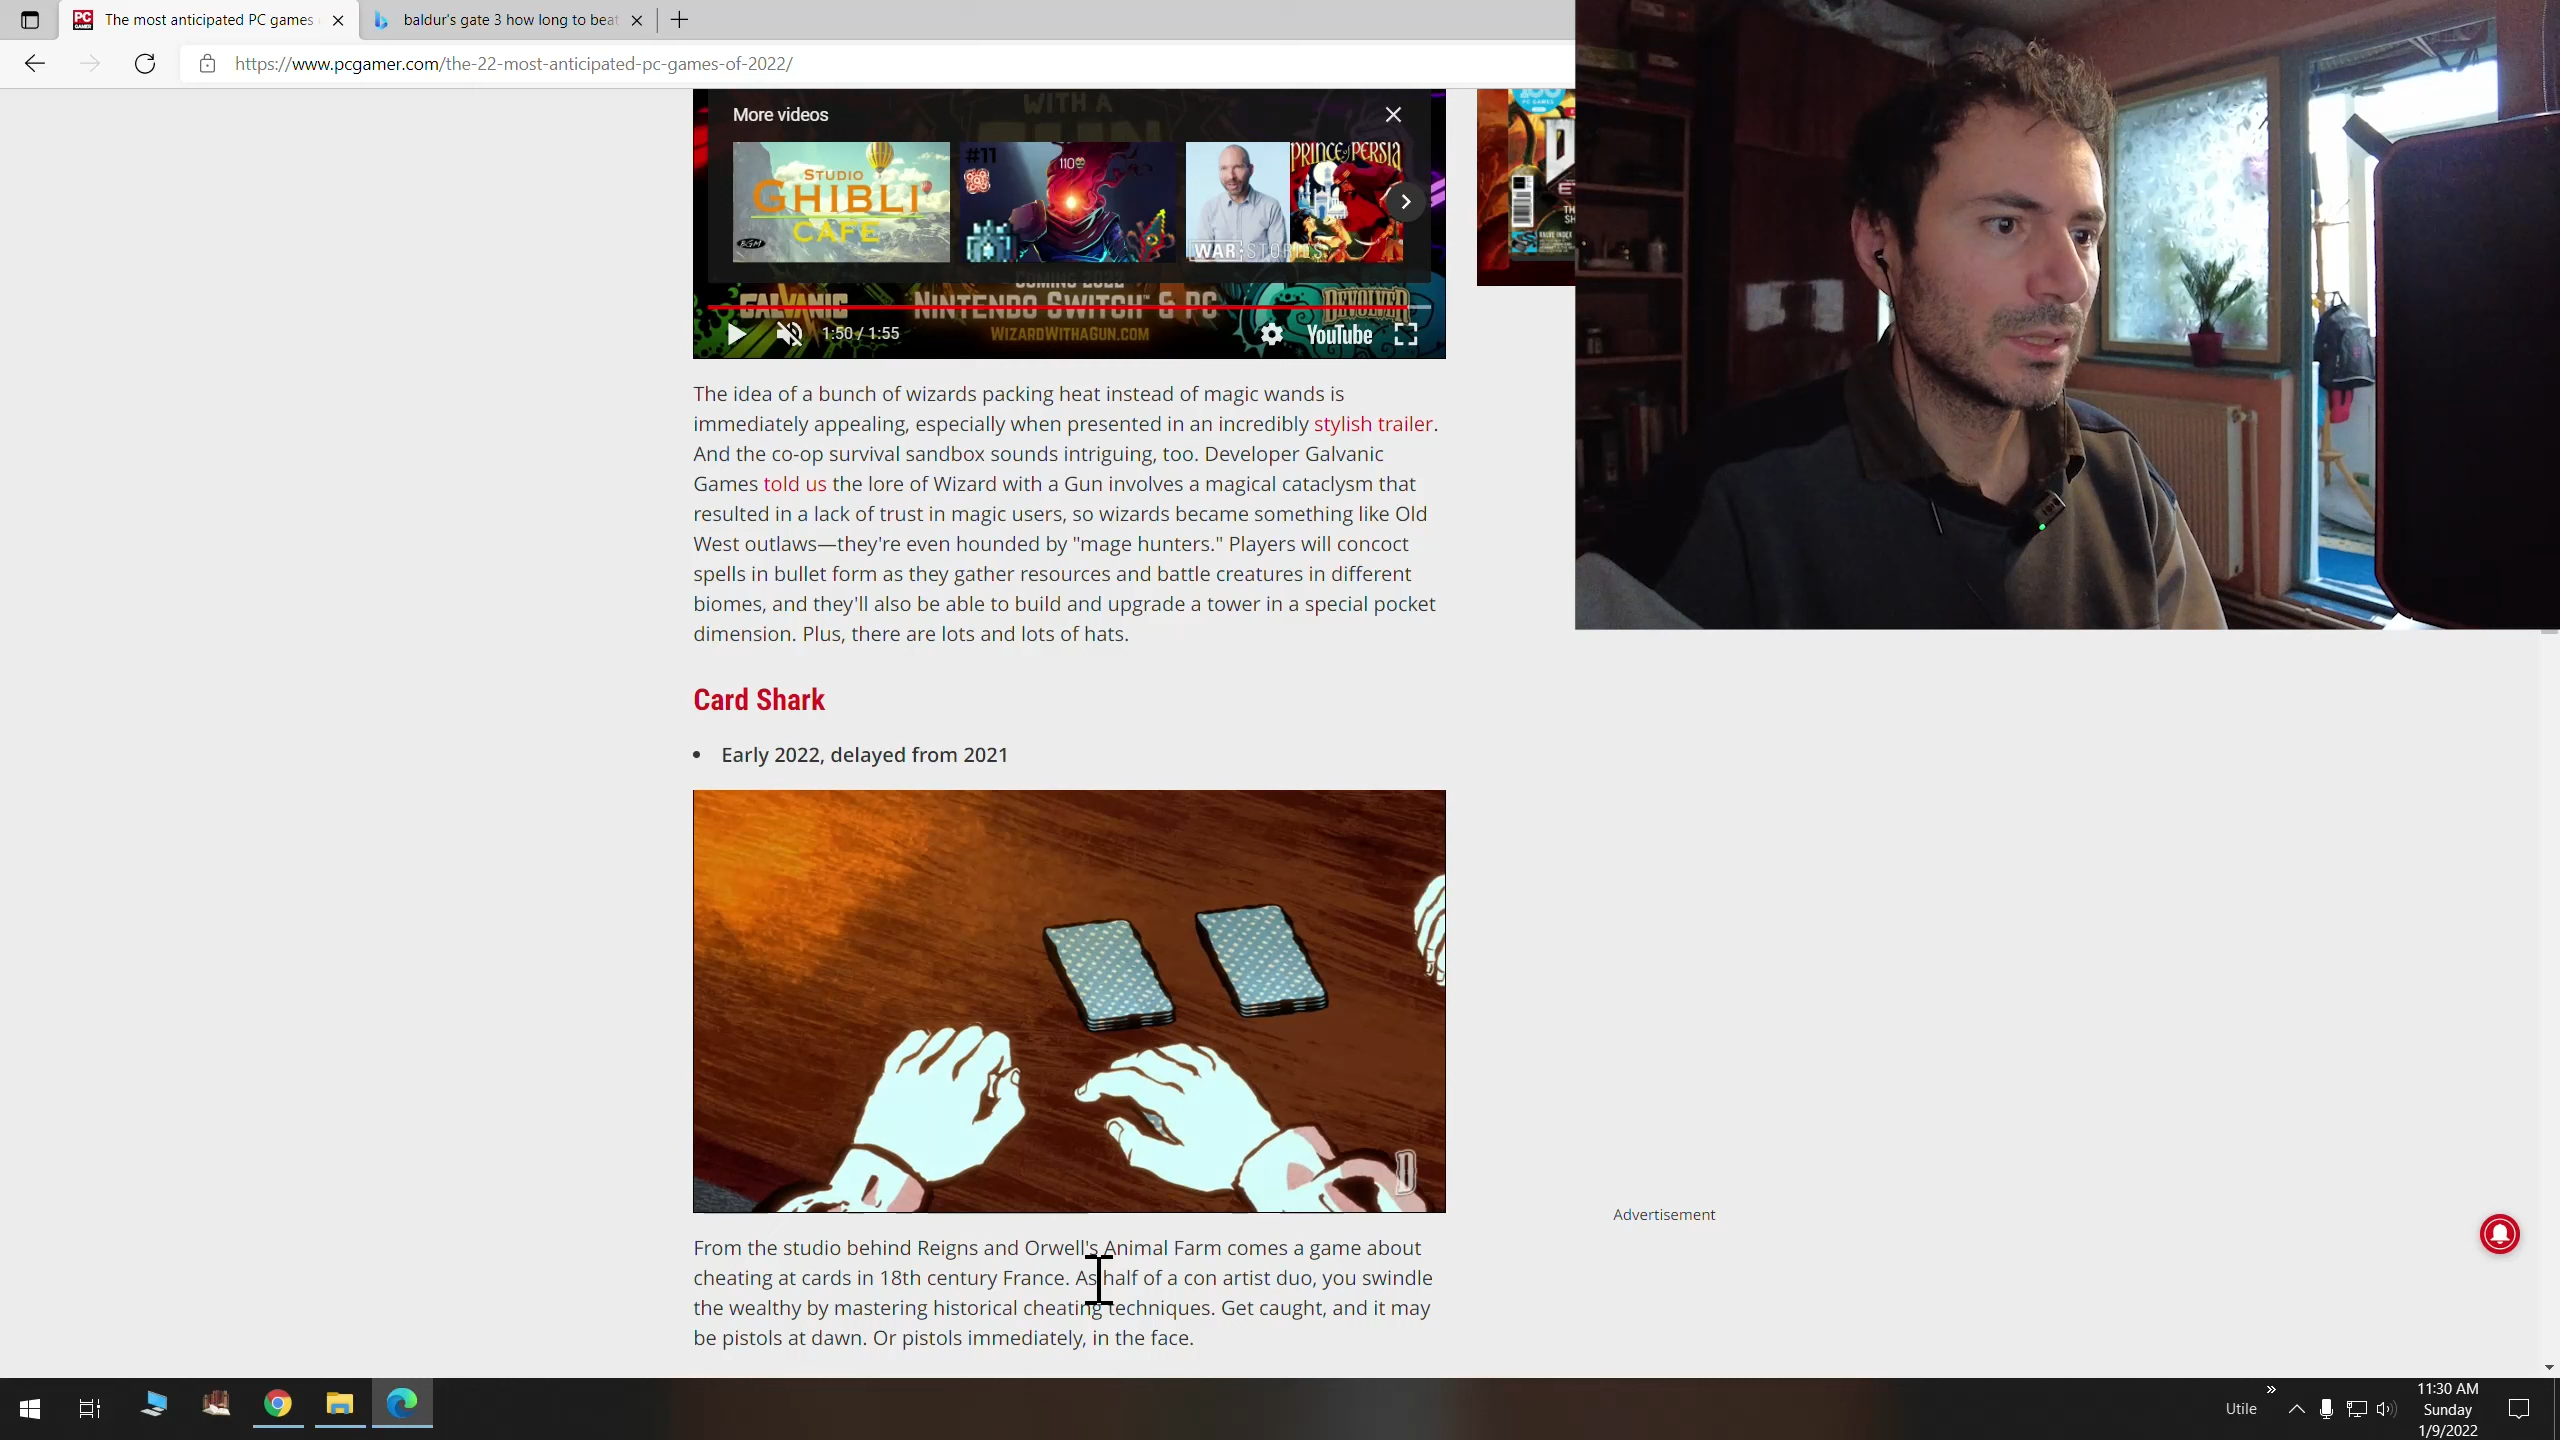 PC GAMER
The most anticipated PC games
baldur's gate 3 how long to beat
https://www.pcgamer.com/the-22-most-anticipated-pc-games-of-2022/
WITH A
More videos
STUDIO
GHIBLI
CAFE
BGM
#11
110
WAR STORIES
PRINCE of PERSIA
COMING 2022
GALVANIC
NINTENDO SWITCH™ & PC
DEVOLVER
WIZARDWITHAGUN.COM
1:50 / 1:55
YouTube
The idea of a bunch of wizards packing heat instead of magic wands is
immediately appealing, especially when presented in an incredibly stylish trailer.
And the co-op survival sandbox sounds intriguing, too. Developer Galvanic
Games told us the lore of Wizard with a Gun involves a magical cataclysm that
resulted in a lack of trust in magic users, so wizards became something like Old
West outlaws—they're even hounded by "mage hunters." Players will concoct
spells in bullet form as they gather resources and battle creatures in different
biomes, and they'll also be able to build and upgrade a tower in a special pocket
dimension. Plus, there are lots and lots of hats.
Card Shark
• Early 2022, delayed from 2021
Advertisement
From the studio behind Reigns and Orwell's Animal Farm comes a game about
cheating at cards in 18th century France. As half of a con artist duo, you swindle
the wealthy by mastering historical cheating techniques. Get caught, and it may
be pistols at dawn. Or pistols immediately, in the face.
Utile
11:30 AM
Sunday
1/9/2022